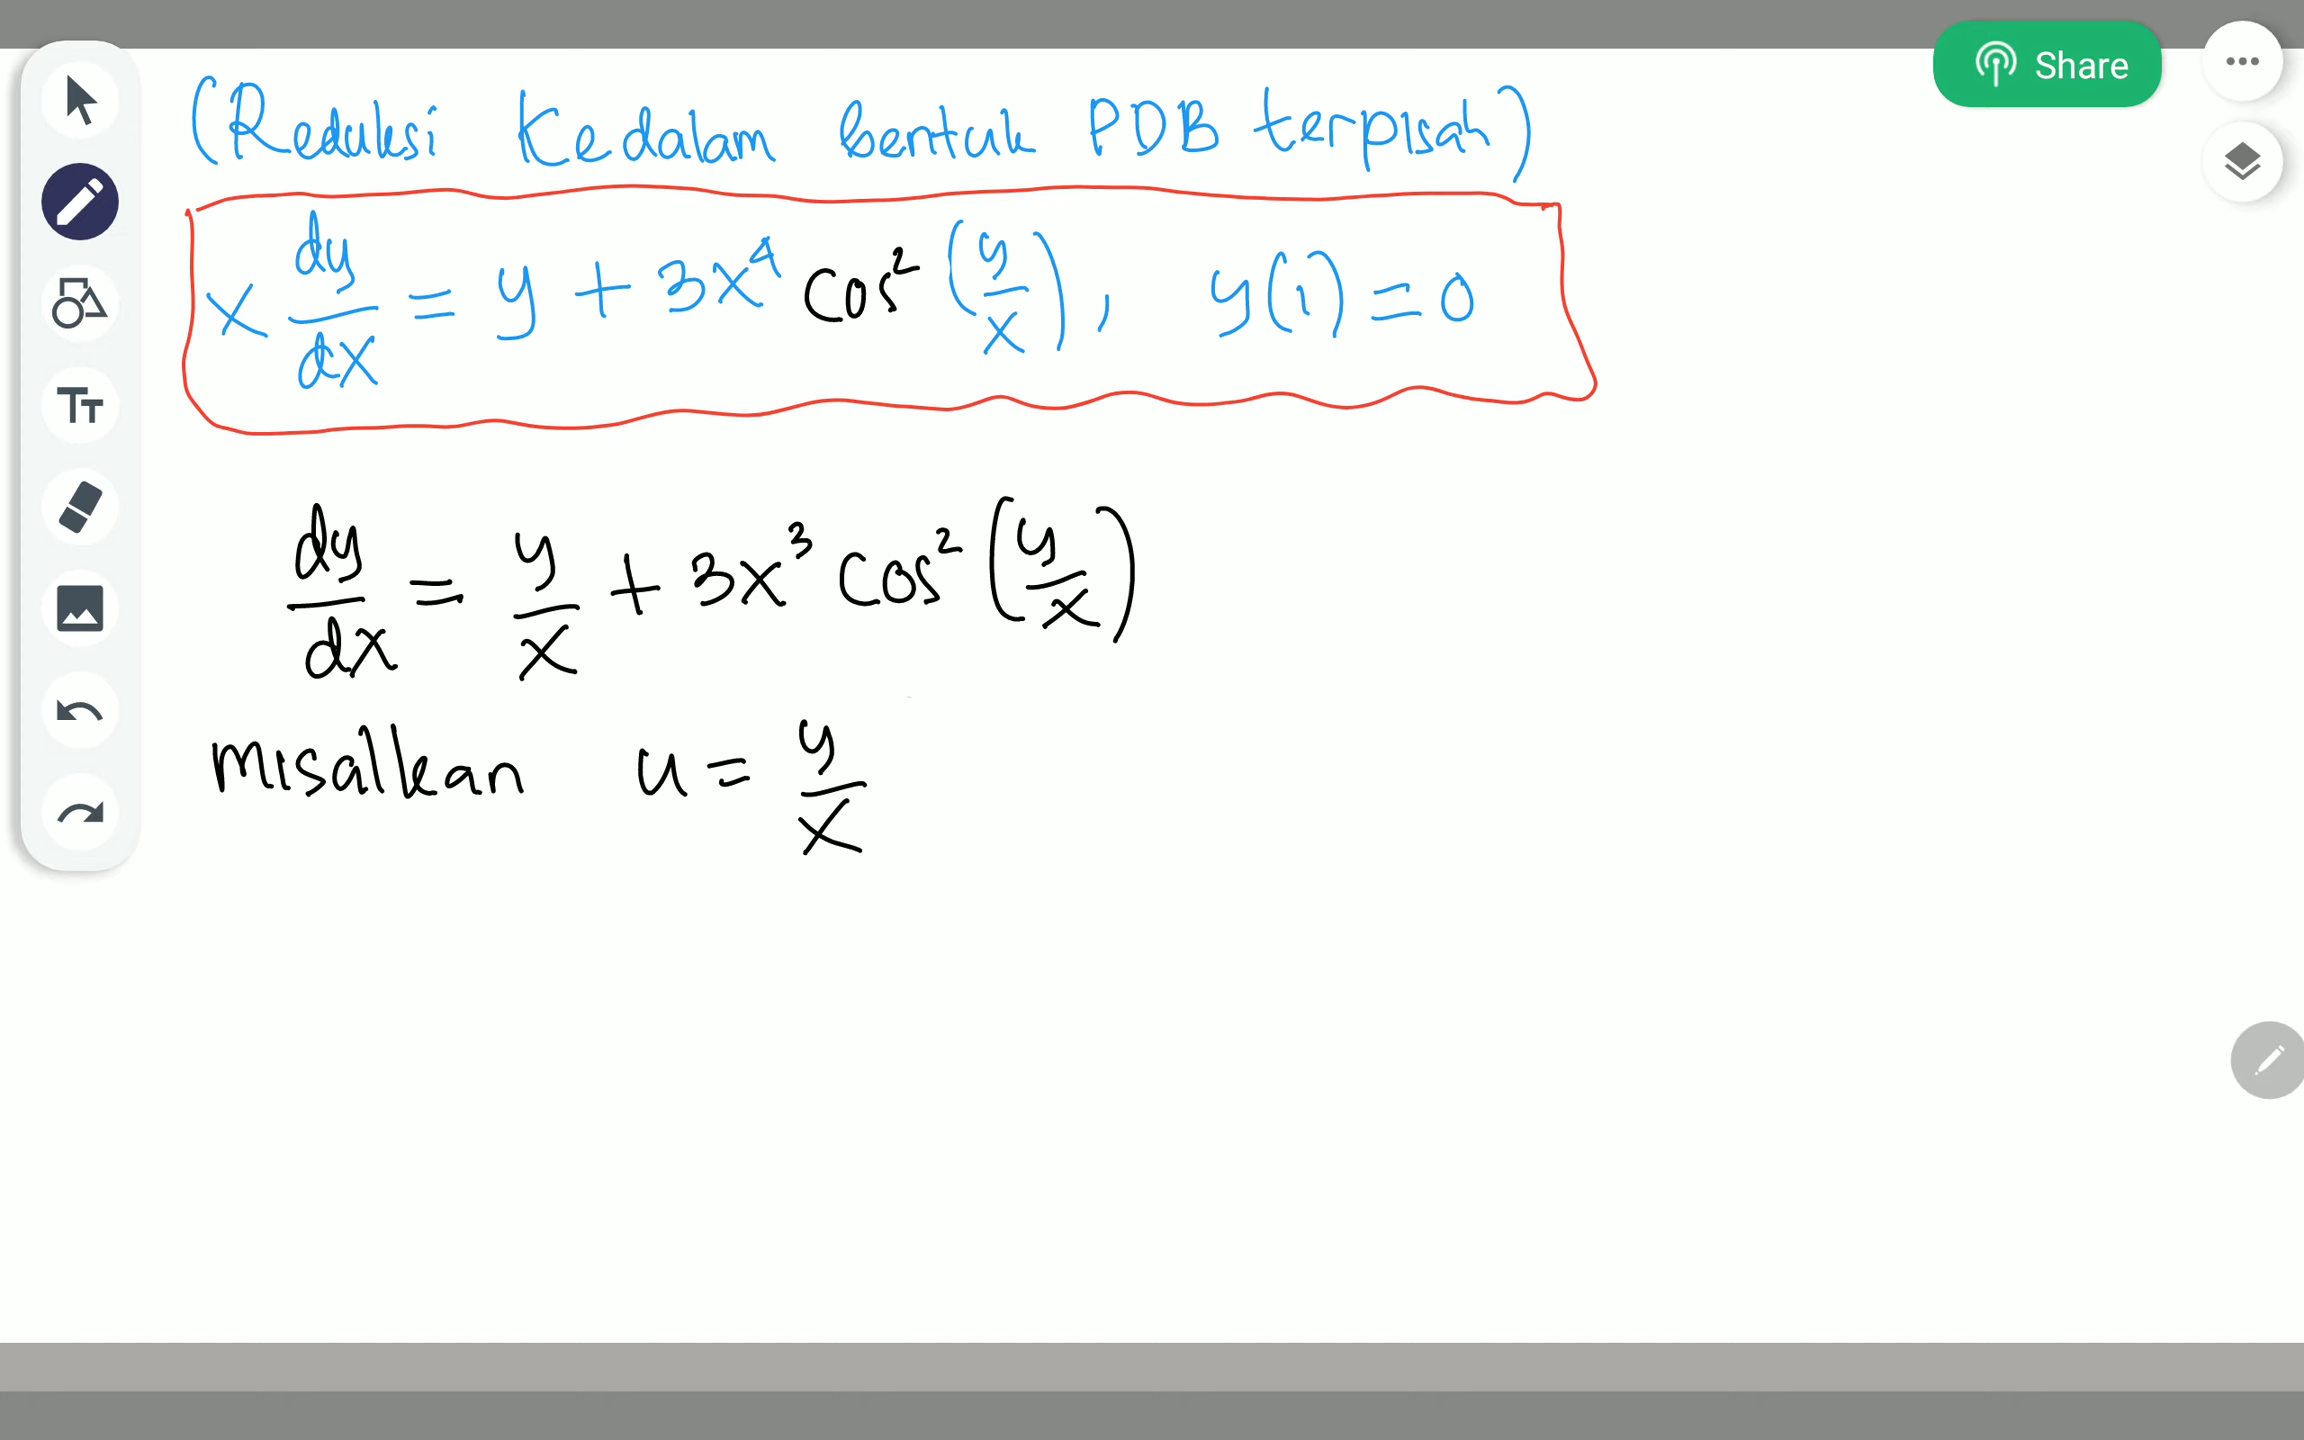 Share
(Reduksi Kedalam bentuk PDB terpisah)
x dy/dx = y + 3x⁴ cos² (y/x), y(1) = 0
dy/dx = y/x + 3x³ cos² (y/x)
Misalkan u = y/x